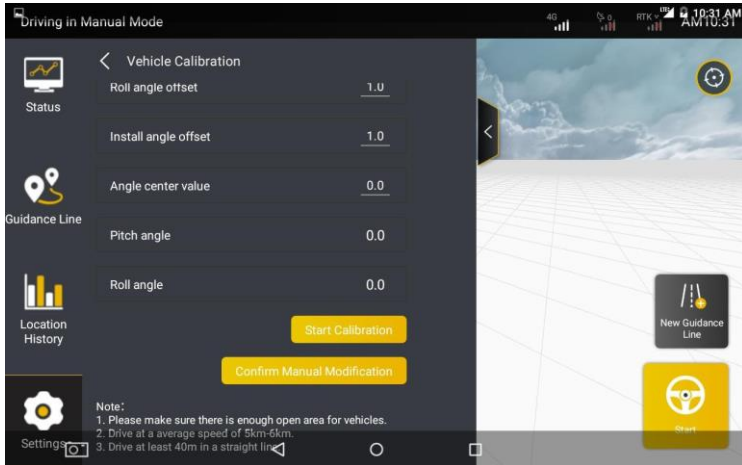 Driving in Manual Mode
4G
0
RTK
LTE
10:31 AM
AM10:31
Status
Vehicle Calibration
Roll angle offset
1.0
Install angle offset
1.0
Guidance Line
Angle center value
0.0
Pitch angle
0.0
Roll angle
0.0
Location
History
Start Calibration
Confirm Manual Modification
New Guidance
Line
Start
Settings
Note:
1. Please make sure there is enough open area for vehicles.
2. Drive at a average speed of 5km-6km.
3. Drive at least 40m in a straight line